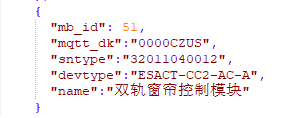 {
"mb_id": 51,
"mqtt_dk":"0000CZUS",
"sntype":"32011040012",
"devtype":"ESACT-CC2-AC-A",
"name":"双轨窗帘控制模块"
}